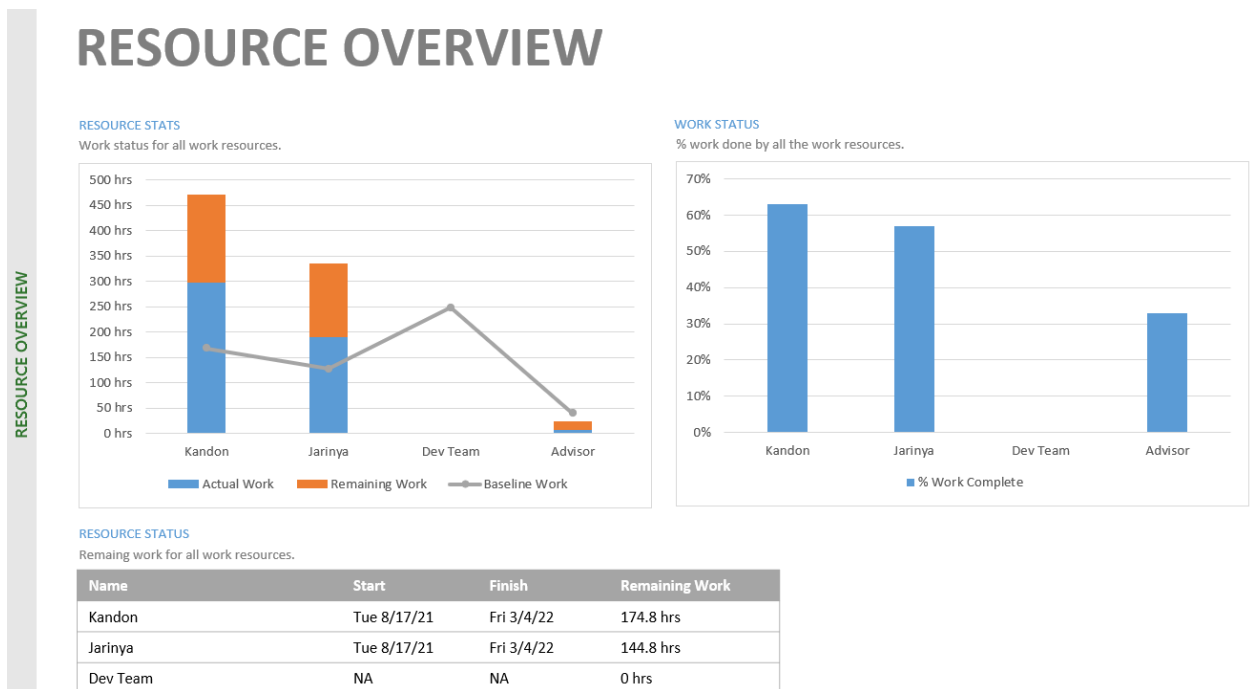 RESOURCE OVERVIEW
RESOURCE OVERVIEW
RESOURCE STATS
Work status for all work resources.
500 hrs
450 hrs
400 hrs
350 hrs
300 hrs
250 hrs
200 hrs
150 hrs
100 hrs
50 hrs
0 hrs
Kandon Jarinya Dev Team Advisor
Actual Work Remaining Work Baseline Work
WORK STATUS
% work done by all the work resources.
70%
60%
50%
40%
30%
20%
10%
0%
Kandon Jarinya Dev Team Advisor
% Work Complete
RESOURCE STATUS
Remaing work for all work resources.
Name Start Finish Remaining Work
Kandon Tue 8/17/21 Fri 3/4/22 174.8 hrs
Jarinya Tue 8/17/21 Fri 3/4/22 144.8 hrs
Dev Team NA NA 0 hrs